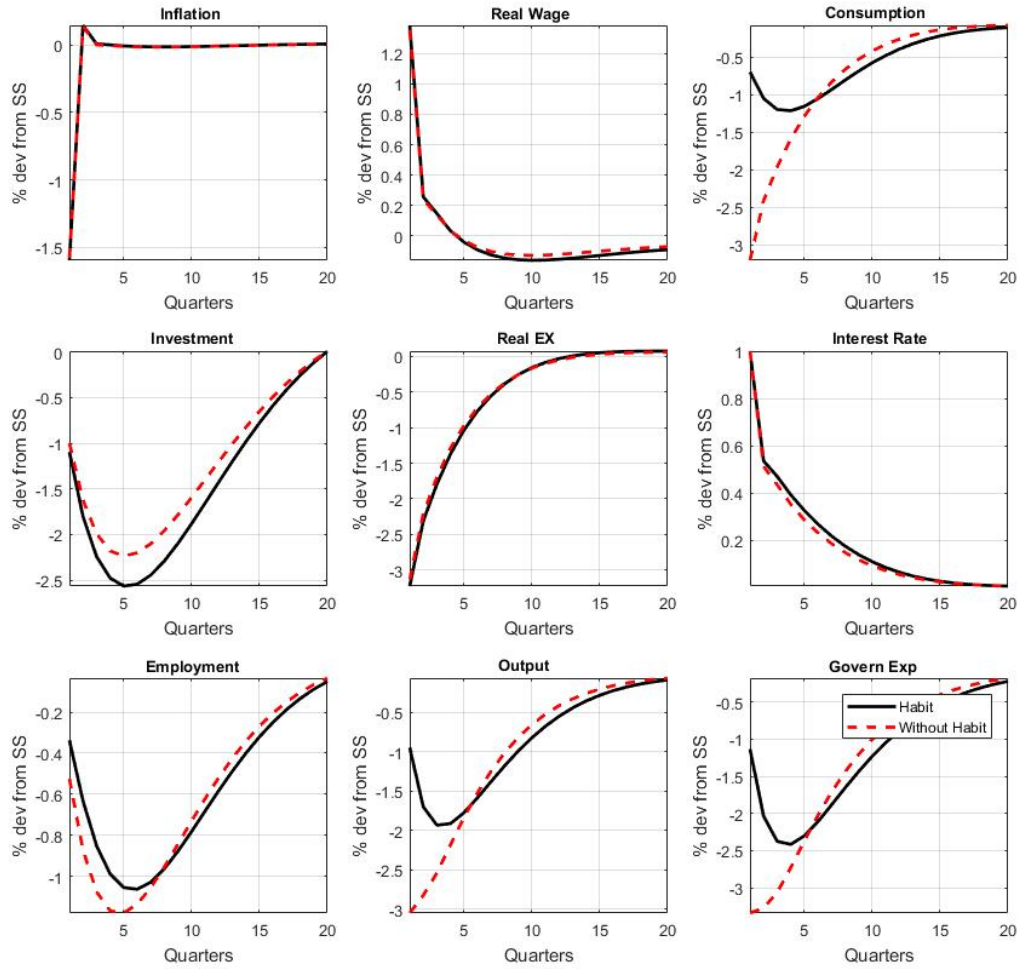 Inflation
0
-0.5
-1
-1.5
5 10 15 20
% dev from SS
Quarters
Real Wage
1.2
1
0.8
0.6
0.4
0.2
0
5 10 15 20
% dev from SS
Quarters
Consumption
-0.5
-1
-1.5
-2
-2.5
-3
5 10 15 20
% dev from SS
Quarters
Investment
0
-0.5
-1
-1.5
-2
-2.5
5 10 15 20
% dev from SS
Quarters
Real EX
0
-0.5
-1
-1.5
-2
-2.5
-3
5 10 15 20
% dev from SS
Quarters
Interest Rate
1
0.8
0.6
0.4
0.2
5 10 15 20
% dev from SS
Quarters
Employment
-0.2
-0.4
-0.6
-0.8
-1
5 10 15 20
% dev from SS
Quarters
Output
-0.5
-1
-1.5
-2
-2.5
-3
5 10 15 20
% dev from SS
Quarters
Govern Exp
-0.5
-1
-1.5
-2
-2.5
-3
5 10 15 20
% dev from SS
Quarters
Habit
Without Habit